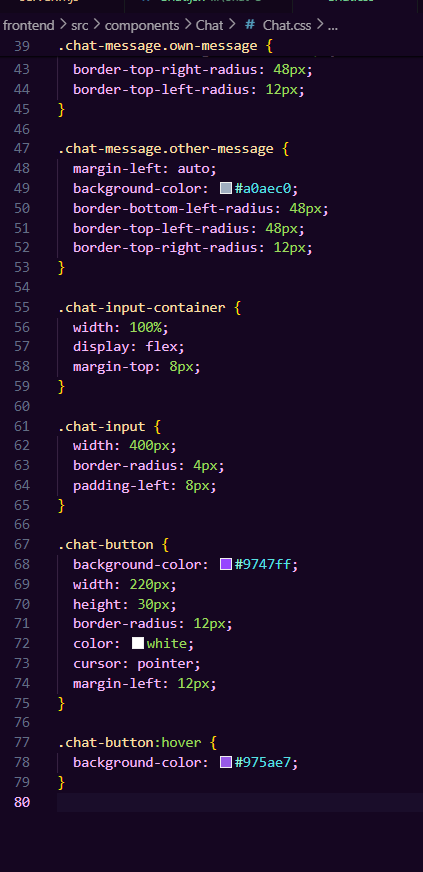 frontend > src > components > Chat > # Chat.css > ...
39 .chat-message.own-message {
43 border-top-right-radius: 48px;
44 border-top-left-radius: 12px;
45 }
46
47 .chat-message.other-message {
48 margin-left: auto;
49 background-color: #a0aec0;
50 border-bottom-left-radius: 48px;
51 border-top-left-radius: 48px;
52 border-top-right-radius: 12px;
53 }
54
55 .chat-input-container {
56 width: 100%;
57 display: flex;
58 margin-top: 8px;
59 }
60
61 .chat-input {
62 width: 400px;
63 border-radius: 4px;
64 padding-left: 8px;
65 }
66
67 .chat-button {
68 background-color: #9747ff;
69 width: 220px;
70 height: 30px;
71 border-radius: 12px;
72 color: white;
73 cursor: pointer;
74 margin-left: 12px;
75 }
76
77 .chat-button:hover {
78 background-color: #975ae7;
79 }
80